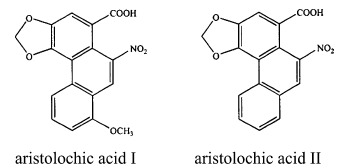 COOH COOH
O O
NO₂ NO₂
O O
OCH₃
aristolochic acid I aristolochic acid II